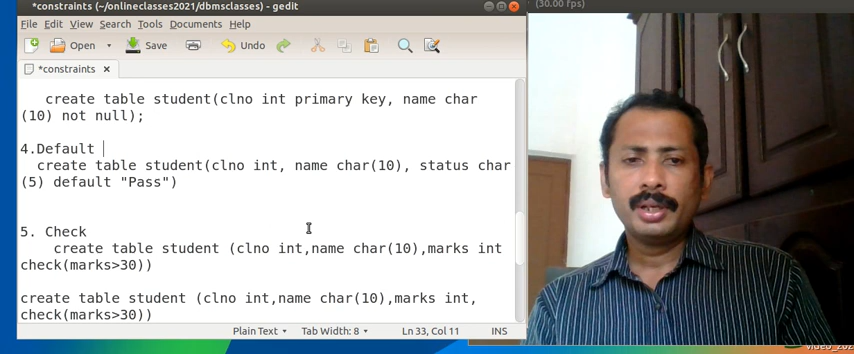 *constraints (~/onlineclasses2021/dbmsclasses) - gedit
(30.00 fps)
File Edit View Search Tools Documents Help
Open Save Undo
*constraints
create table student(clno int primary key, name char
(10) not null);
4.Default
create table student(clno int, name char(10), status char
(5) default "Pass")
5. Check
create table student (clno int,name char(10),marks int
check(marks>30))
create table student (clno int,name char(10),marks int,
check(marks>30))
Plain Text Tab Width: 8 Ln 33, Col 11 INS